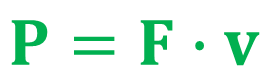 P = F · v